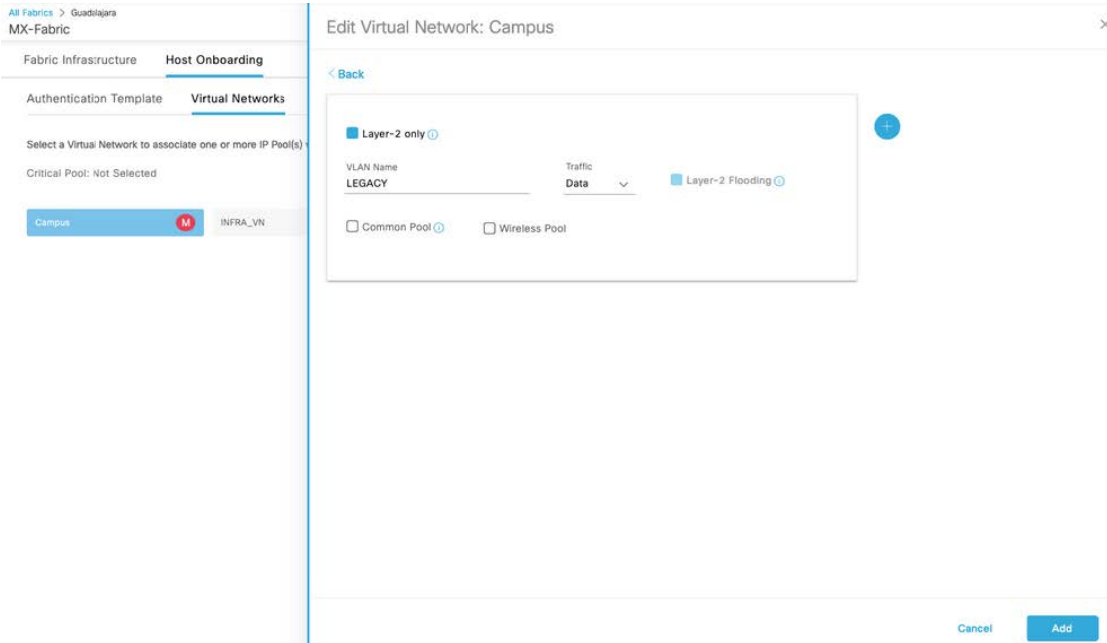 All Fabrics > Guadalajara
MX-Fabric
Fabric Infrastructure Host Onboarding
Authentication Template Virtual Networks
Select a Virtual Network to associate one or more IP Pool(s)
Critical Pool: Not Selected
Campus M INFRA_VN
Edit Virtual Network: Campus
< Back
Layer-2 only
VLAN Name Traffic
LEGACY Data Layer-2 Flooding
Common Pool Wireless Pool
Cancel Add